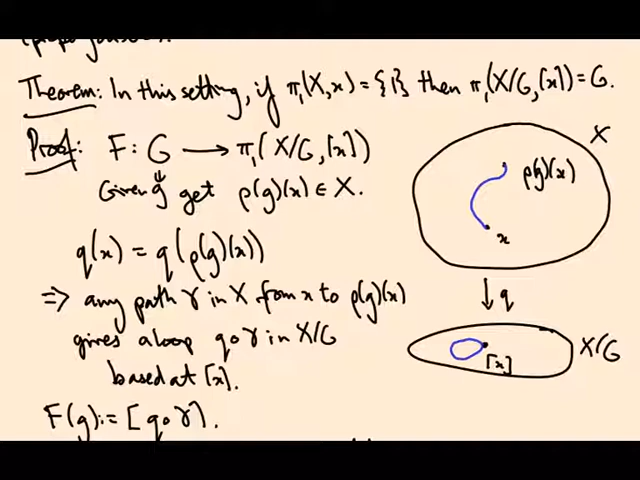 Theorem: In this setting, if π₁(X,x) = {1} then π₁(X/G,[x]) = G.
Proof: F: G ⟶ π₁(X/G,[x])
Given g get ρ(g)(x) ∈ X.
q(x) = q(ρ(g)(x))
⇒ any path γ in X from x to ρ(g)(x)
gives a loop q∘γ in X/G
based at [x].
F(g) := [q∘γ].
X
ρ(g)(x)
x
↓ q
X/G
[x]